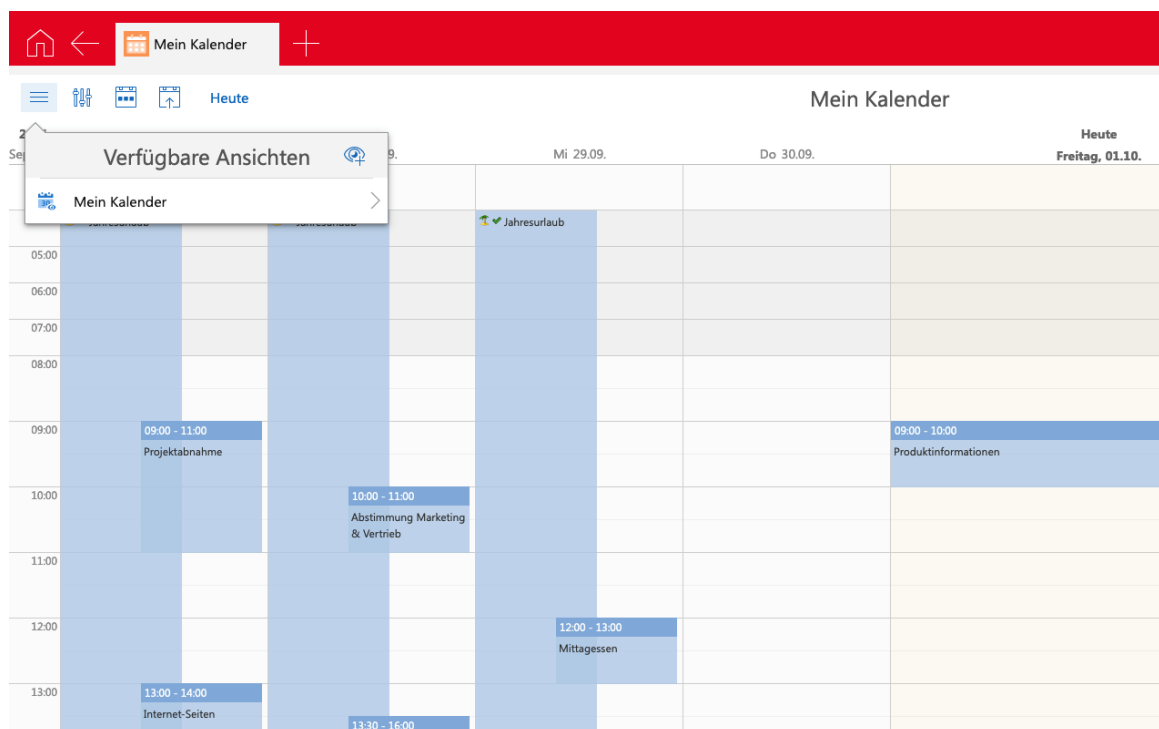 Mein Kalender
Heute
Mein Kalender
Verfügbare Ansichten
Mein Kalender
9.
Mi 29.09.
Do 30.09.
Heute
Freitag, 01.10.
Jahresurlaub
Jahresurlaub
Jahresurlaub
05:00
06:00
07:00
08:00
09:00
09:00 - 11:00
Projektabnahme
09:00 - 10:00
Produktinformationen
10:00
10:00 - 11:00
Abstimmung Marketing
& Vertrieb
11:00
12:00
12:00 - 13:00
Mittagessen
13:00
13:00 - 14:00
Internet-Seiten
13:30 - 16:00